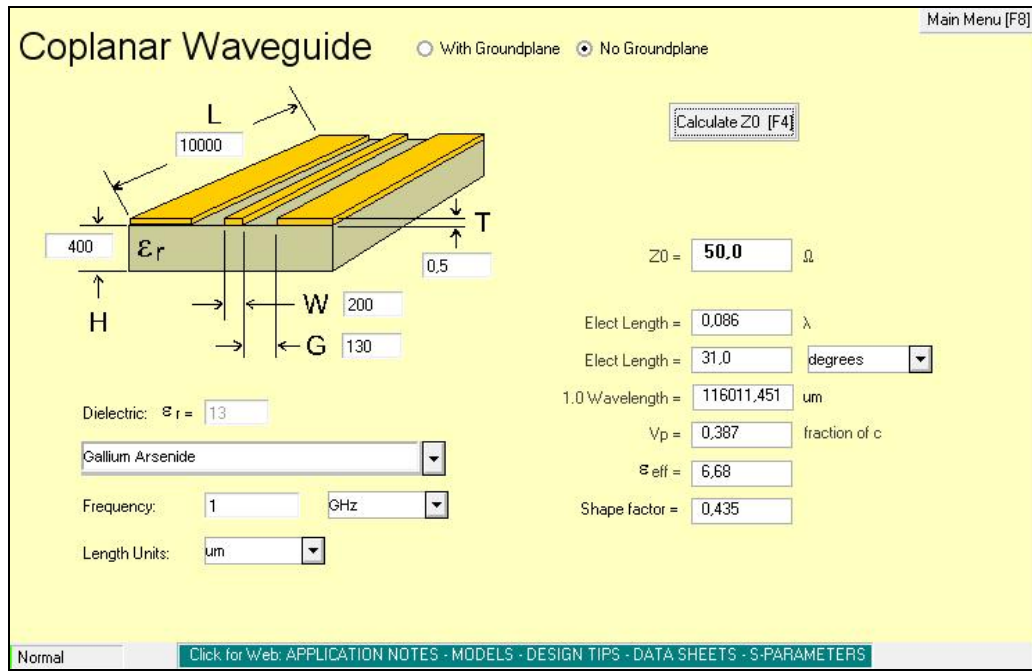 Main Menu [F8]
Coplanar Waveguide
With Groundplane
No Groundplane
L
10000
Calculate Z0 [F4]
T
400
εr
0,5
Z0 = 50,0 Ω
H
W 200
G 130
Elect Length = 0,086 λ
Elect Length = 31,0 degrees
1.0 Wavelength = 116011,451 um
Dielectric: εr = 13
Vp = 0,387 fraction of c
Gallium Arsenide
εeff = 6,68
Frequency: 1 GHz
Shape factor = 0,435
Length Units: um
Normal
Click for Web: APPLICATION NOTES - MODELS - DESIGN TIPS - DATA SHEETS - S-PARAMETERS